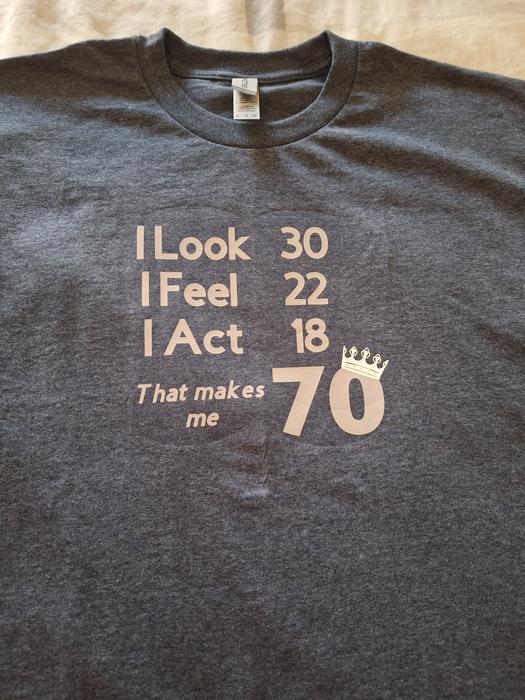 I Look 30
I Feel 22
I Act 18
That makes me 70